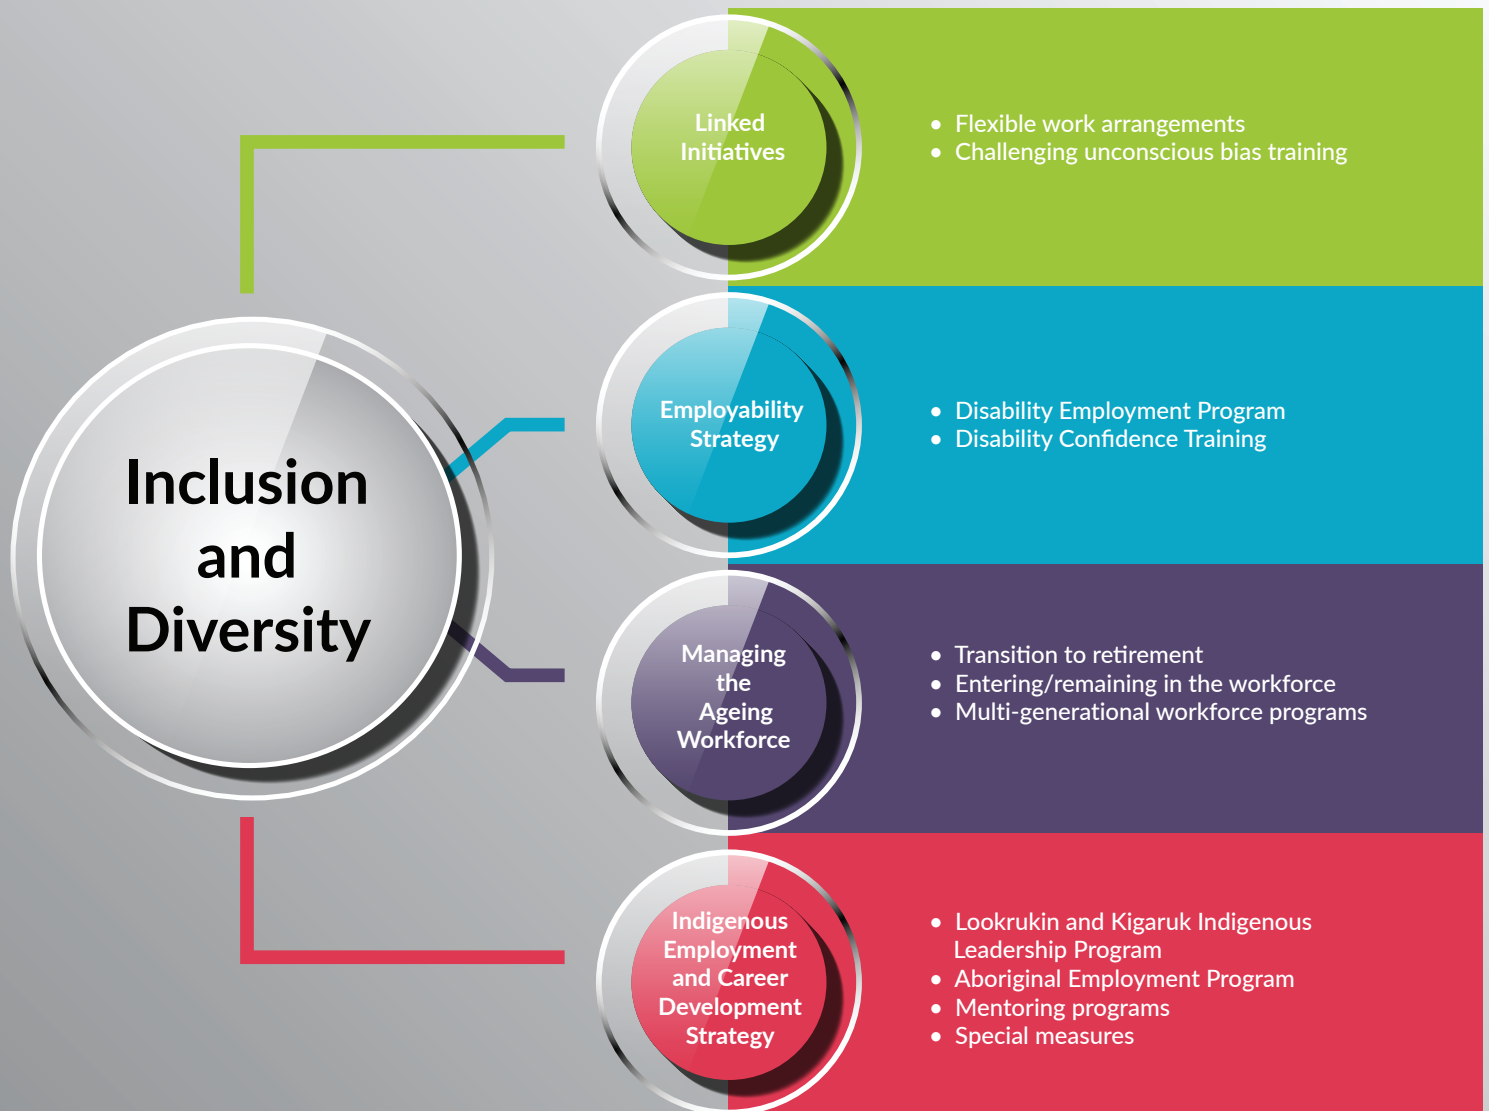 Inclusion
and
Diversity
Linked
Initiatives
• Flexible work arrangements
• Challenging unconscious bias training
Employability
Strategy
• Disability Employment Program
• Disability Confidence Training
Managing
the
Ageing
Workforce
• Transition to retirement
• Entering/remaining in the workforce
• Multi-generational workforce programs
Indigenous
Employment
and Career
Development
Strategy
• Lookrukin and Kigaruk Indigenous
Leadership Program
• Aboriginal Employment Program
• Mentoring programs
• Special measures